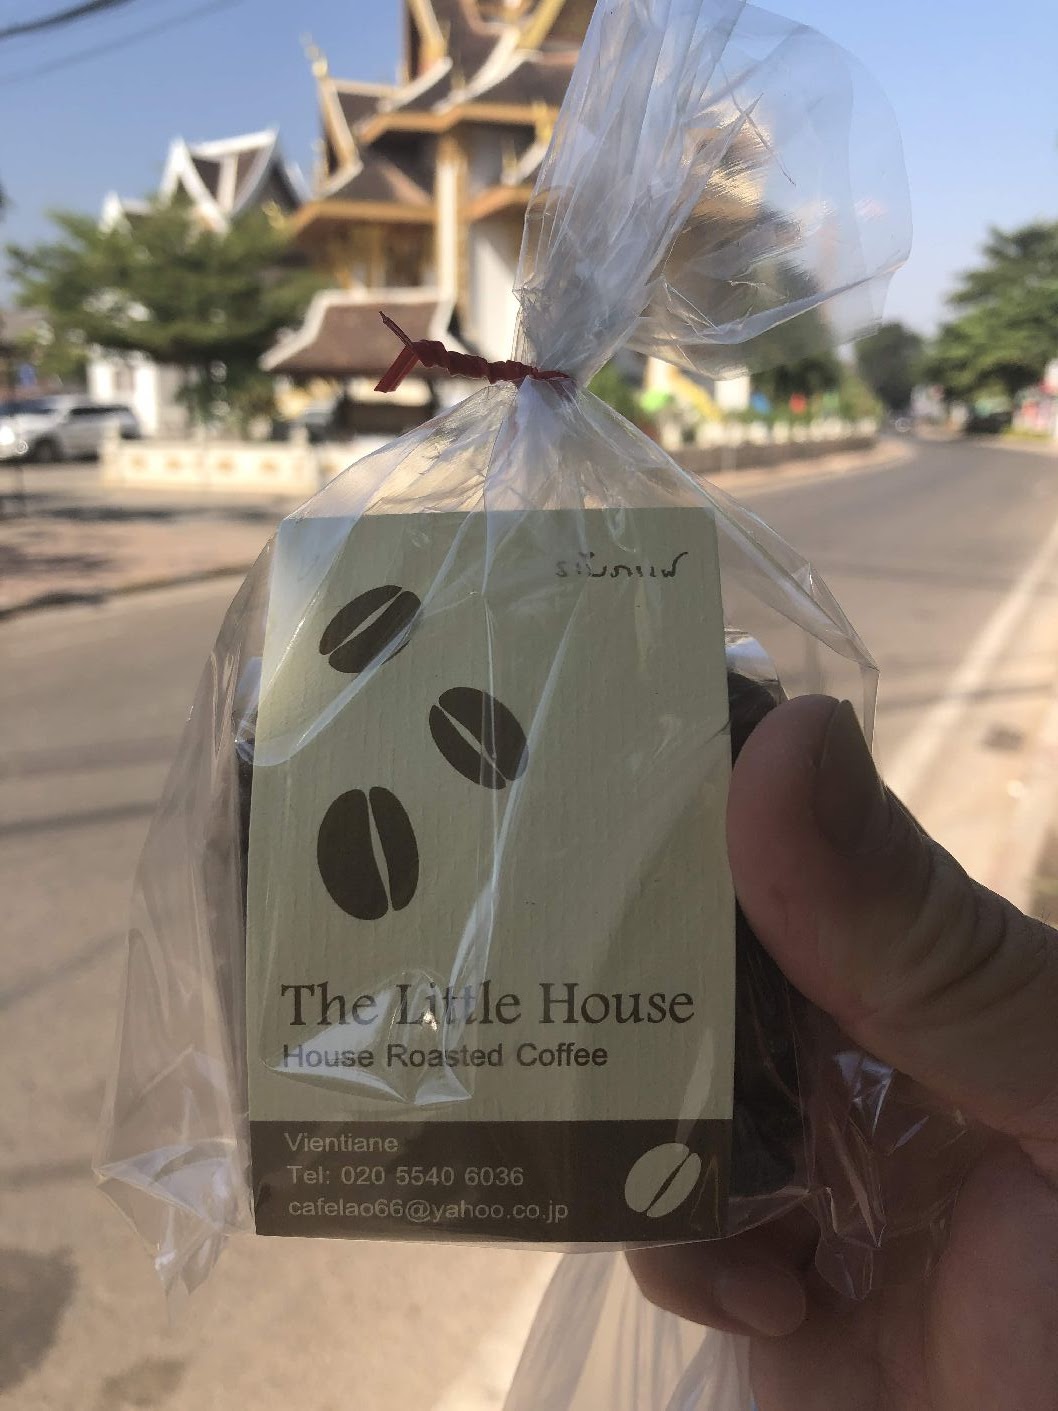 The Little House
House Roasted Coffee
Vientiane
Tel: 020 5540 6036
cafelao66@yahoo.co.jp